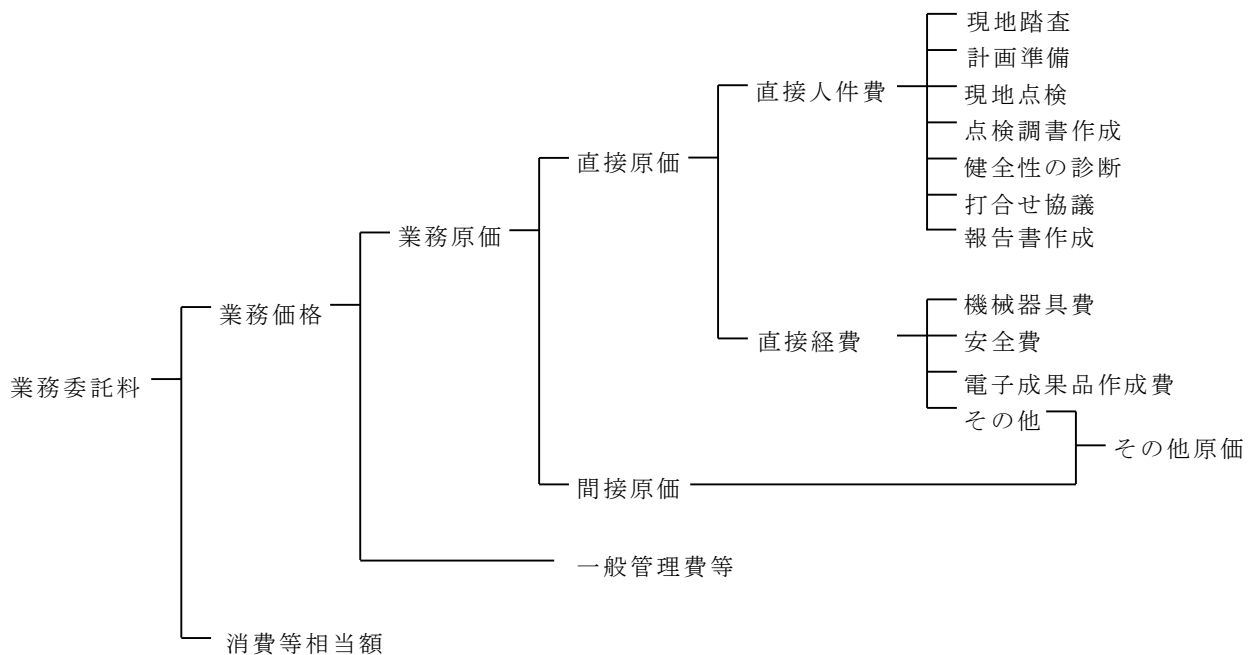 現地踏査
計画準備
直接人件費
現地点検
点検調書作成
直接原価
健全性の診断
打合せ協議
業務原価
報告書作成
業務価格
機械器具費
直接経費
安全費
業務委託料
電子成果品作成費
その他
その他原価
間接原価
一般管理費等
消費等相当額